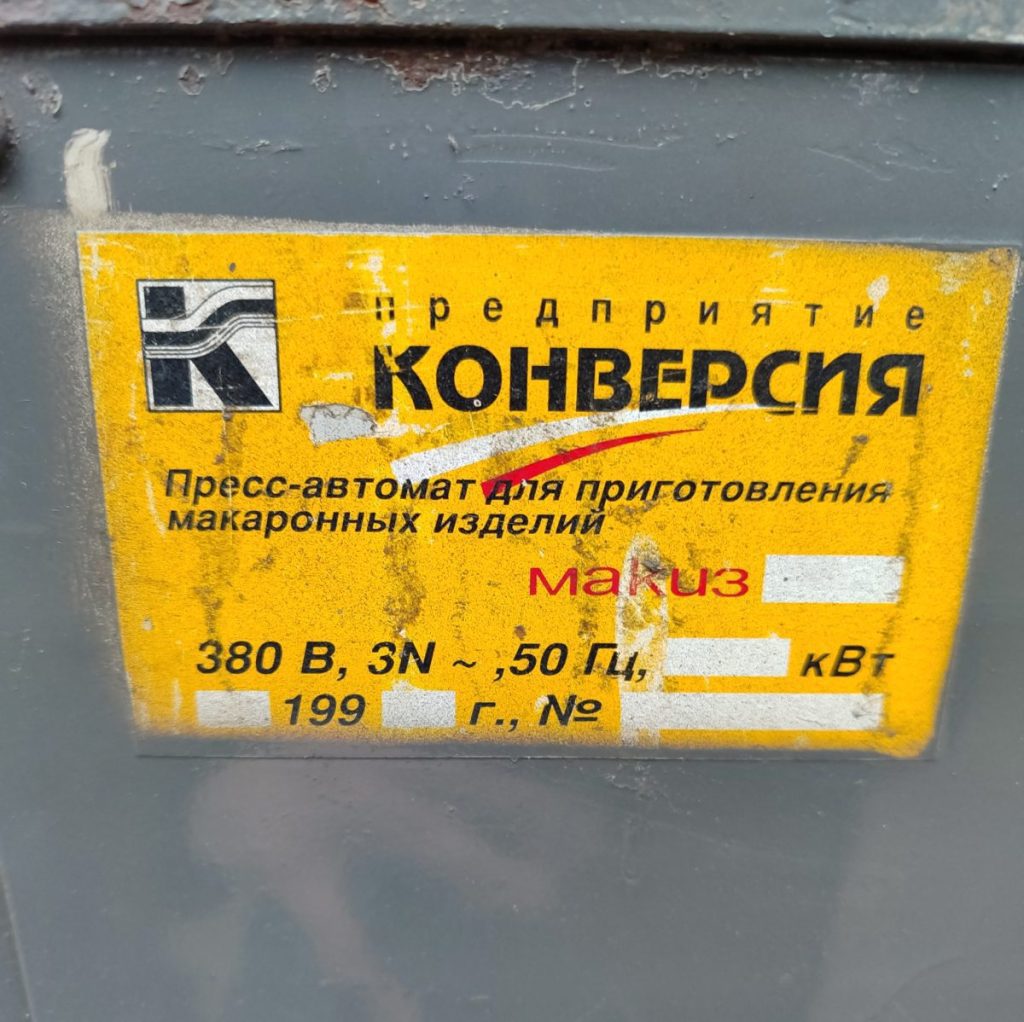 К
предприятие
КОНВЕРСИЯ
Пресс-автомат для приготовления
макаронных изделий
макиз
380 В, 3N ~ ,50 Гц, кВт
199 г., №